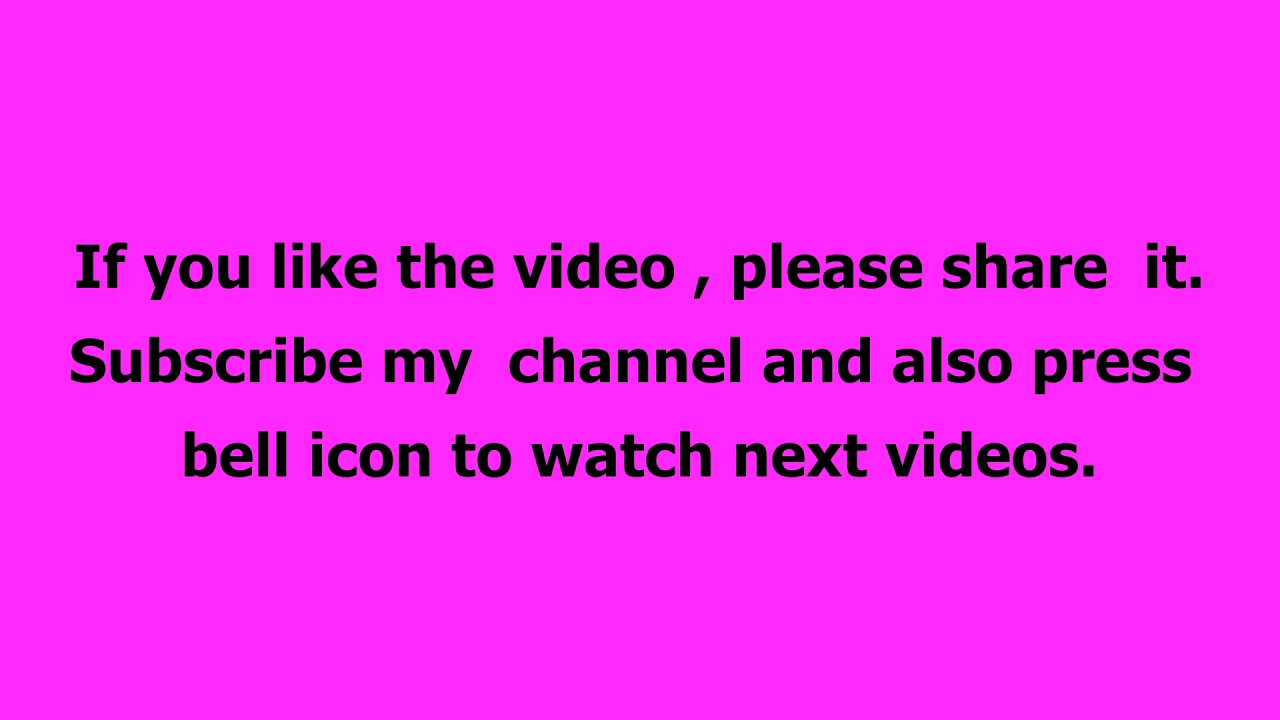 If you like the video , please share  it.
Subscribe my  channel and also press
bell icon to watch next videos.